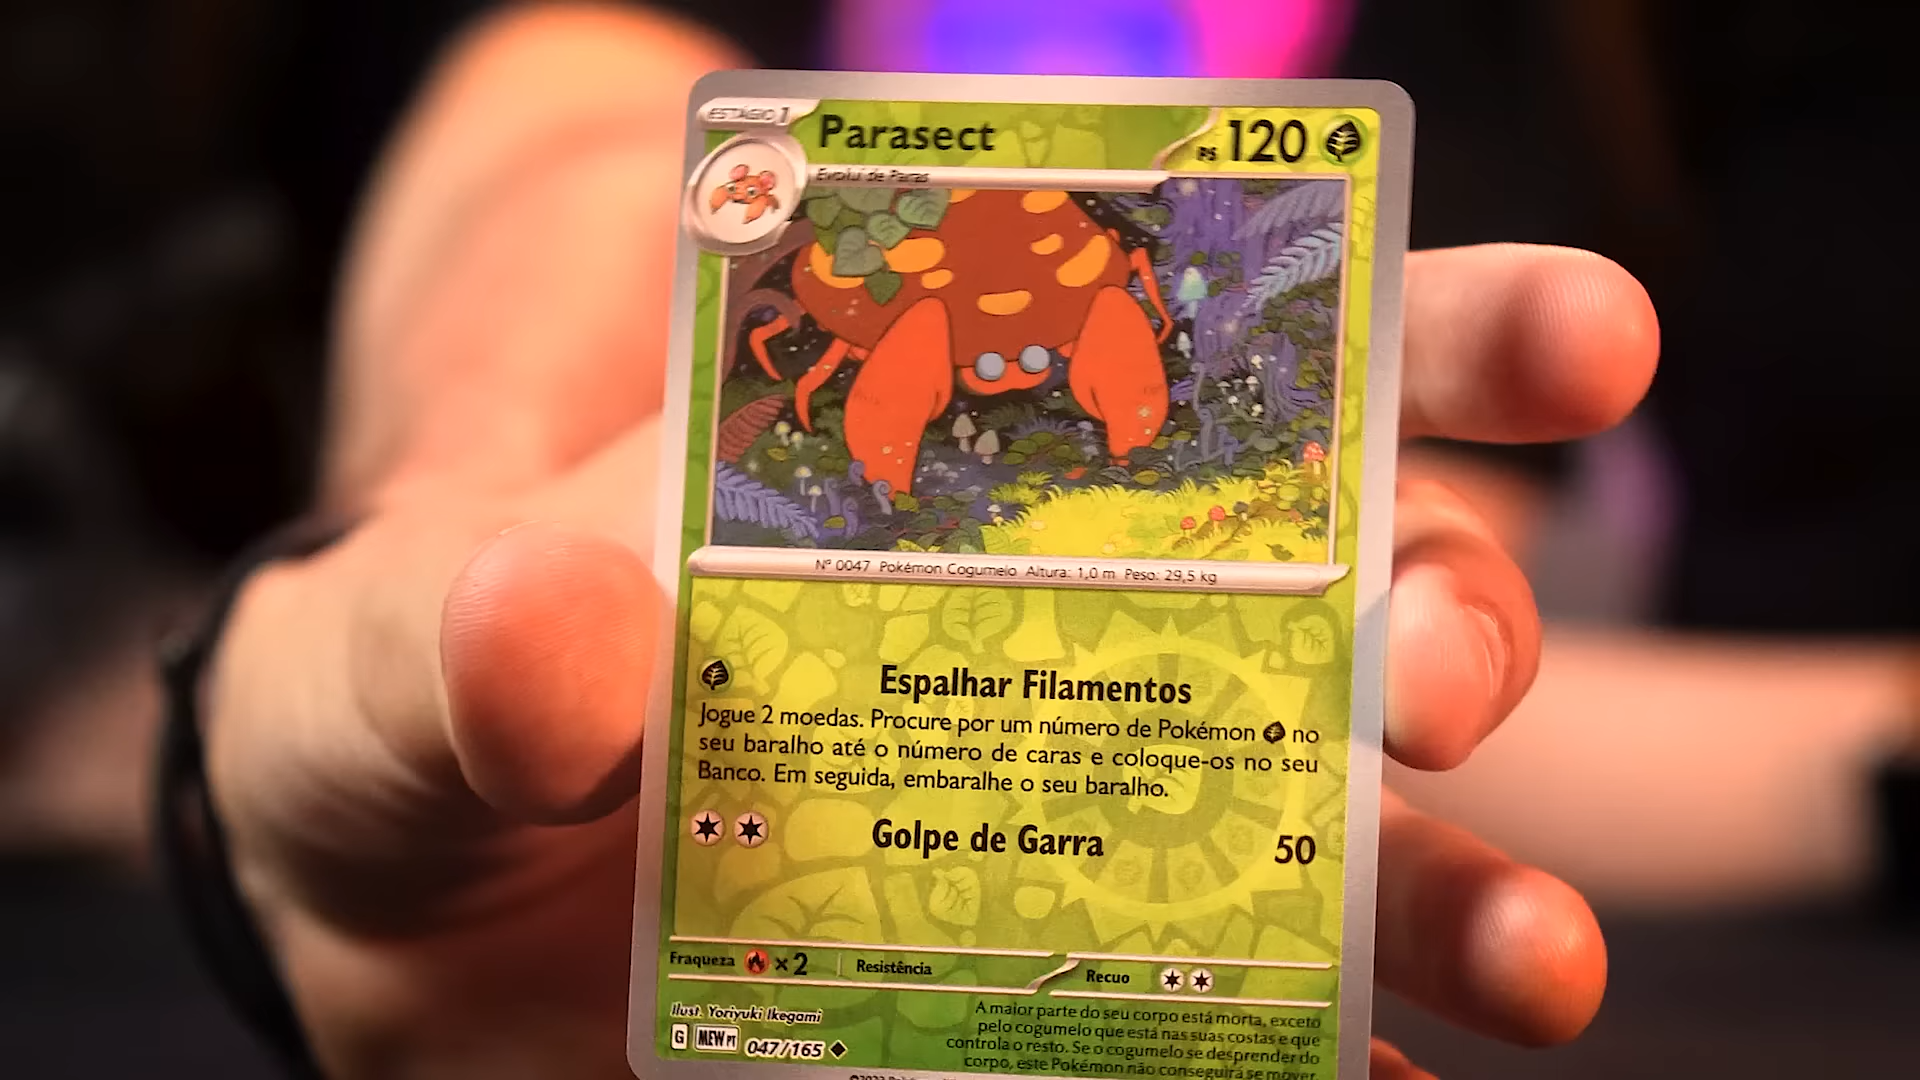 ESTÁGIO 1
Parasect
PS 120
Evolui de Paras
Nº 0047 Pokémon Cogumelo Altura: 1,0 m Peso: 29,5 kg
Espalhar Filamentos
Jogue 2 moedas. Procure por um número de Pokémon no
seu baralho até o número de caras e coloque-os no seu
Banco. Em seguida, embaralhe o seu baralho.
Golpe de Garra 50
Fraqueza ×2 Resistência Recuo
Ilust. Yoriyuki Ikegami
G MEW PT 047/165
A maior parte do seu corpo está morta, exceto
pelo cogumelo que está nas suas costas e que
controla o resto. Se o cogumelo se desprender do
corpo, este Pokémon não conseguirá se mover.